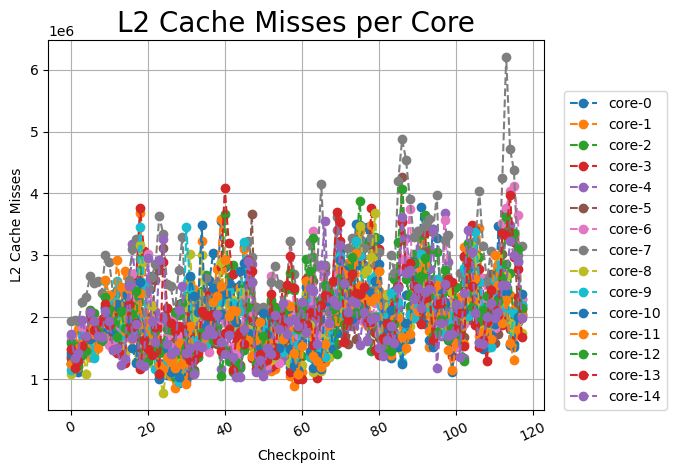 L2 Cache Misses per Core
1e6
6
5
4
3
2
1
L2 Cache Misses
0
20
40
60
80
100
120
Checkpoint
core-0
core-1
core-2
core-3
core-4
core-5
core-6
core-7
core-8
core-9
core-10
core-11
core-12
core-13
core-14